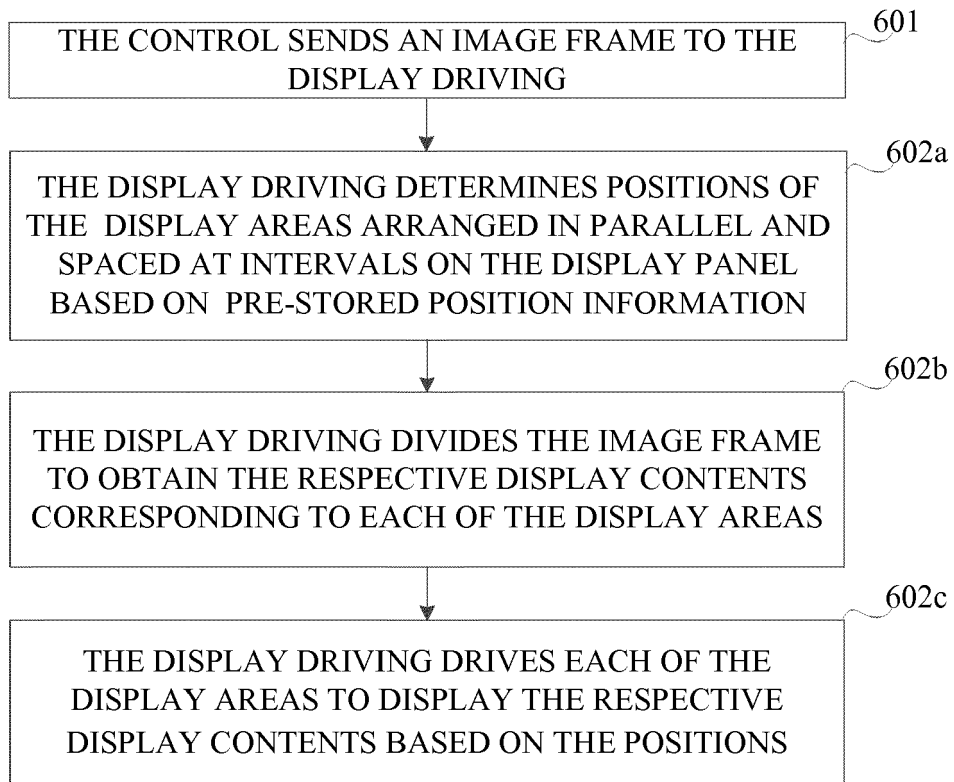 601
THE CONTROL SENDS AN IMAGE FRAME TO THE
DISPLAY DRIVING
602a
THE DISPLAY DRIVING DETERMINES POSITIONS OF
THE DISPLAY AREAS ARRANGED IN PARALLEL AND
SPACED AT INTERVALS ON THE DISPLAY PANEL
BASED ON PRE-STORED POSITION INFORMATION
602b
THE DISPLAY DRIVING DIVIDES THE IMAGE FRAME
TO OBTAIN THE RESPECTIVE DISPLAY CONTENTS
CORRESPONDING TO EACH OF THE DISPLAY AREAS
602c
THE DISPLAY DRIVING DRIVES EACH OF THE
DISPLAY AREAS TO DISPLAY THE RESPECTIVE
DISPLAY CONTENTS BASED ON THE POSITIONS